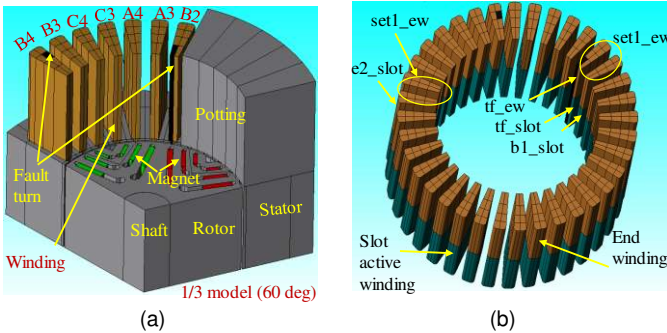 B4 B3 C4 C3 A4 A3 B2
Potting
Fault
turn
Magnet
Shaft
Rotor
Stator
Winding
1/3 model (60 deg)
(a)
set1_ew
set1_ew
e2_slot
tf_ew
tf_slot
b1_slot
Slot
active
winding
End
winding
(b)